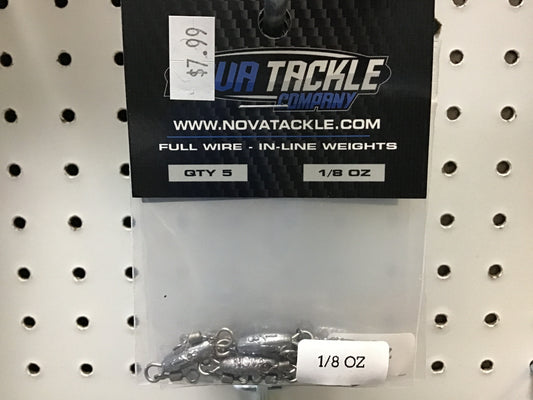 $7.99
TACKLE
COMPANY
WWW.NOVATACKLE.COM
FULL WIRE - IN-LINE WEIGHTS
QTY 5 1/8 OZ
1/8 OZ